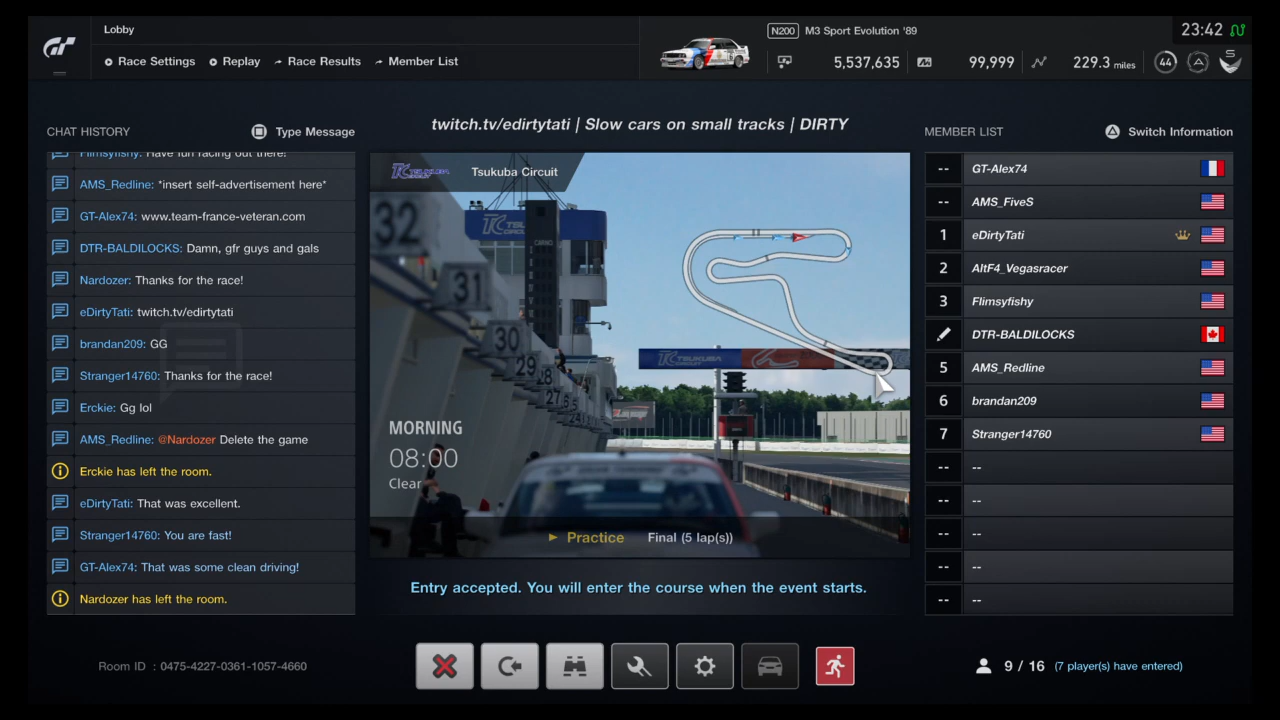 Lobby
N200 M3 Sport Evolution '89
23:42
Race Settings Replay Race Results Member List
5,537,635 99,999 229.3 miles 44 A S
CHAT HISTORY Type Message
twitch.tv/edirtytati | Slow cars on small tracks | DIRTY
MEMBER LIST Switch Information
Flimsyfishy: Have fun racing out there!
AMS_Redline: *insert self-advertisement here*
GT-Alex74: www.team-france-veteran.com
DTR-BALDILOCKS: Damn, gfr guys and gals
Nardozer: Thanks for the race!
eDirtyTati: twitch.tv/edirtytati
brandan209: GG
Stranger14760: Thanks for the race!
Erckie: Gg lol
AMS_Redline: @Nardozer Delete the game
Erckie has left the room.
eDirtyTati: That was excellent.
Stranger14760: You are fast!
GT-Alex74: That was some clean driving!
Nardozer has left the room.
TSUKUBA Tsukuba Circuit
TC
32
31
30
29
28
27
TC TSUKUBA
MORNING
08:00
Clear
Practice Final (5 lap(s))
Entry accepted. You will enter the course when the event starts.
-- GT-Alex74
-- AMS_FiveS
1 eDirtyTati
2 AltF4_Vegasracer
3 Flimsyfishy
DTR-BALDILOCKS
5 AMS_Redline
6 brandan209
7 Stranger14760
-- --
-- --
-- --
-- --
-- --
Room ID : 0475-4227-0361-1057-4660
9 / 16 (7 player(s) have entered)